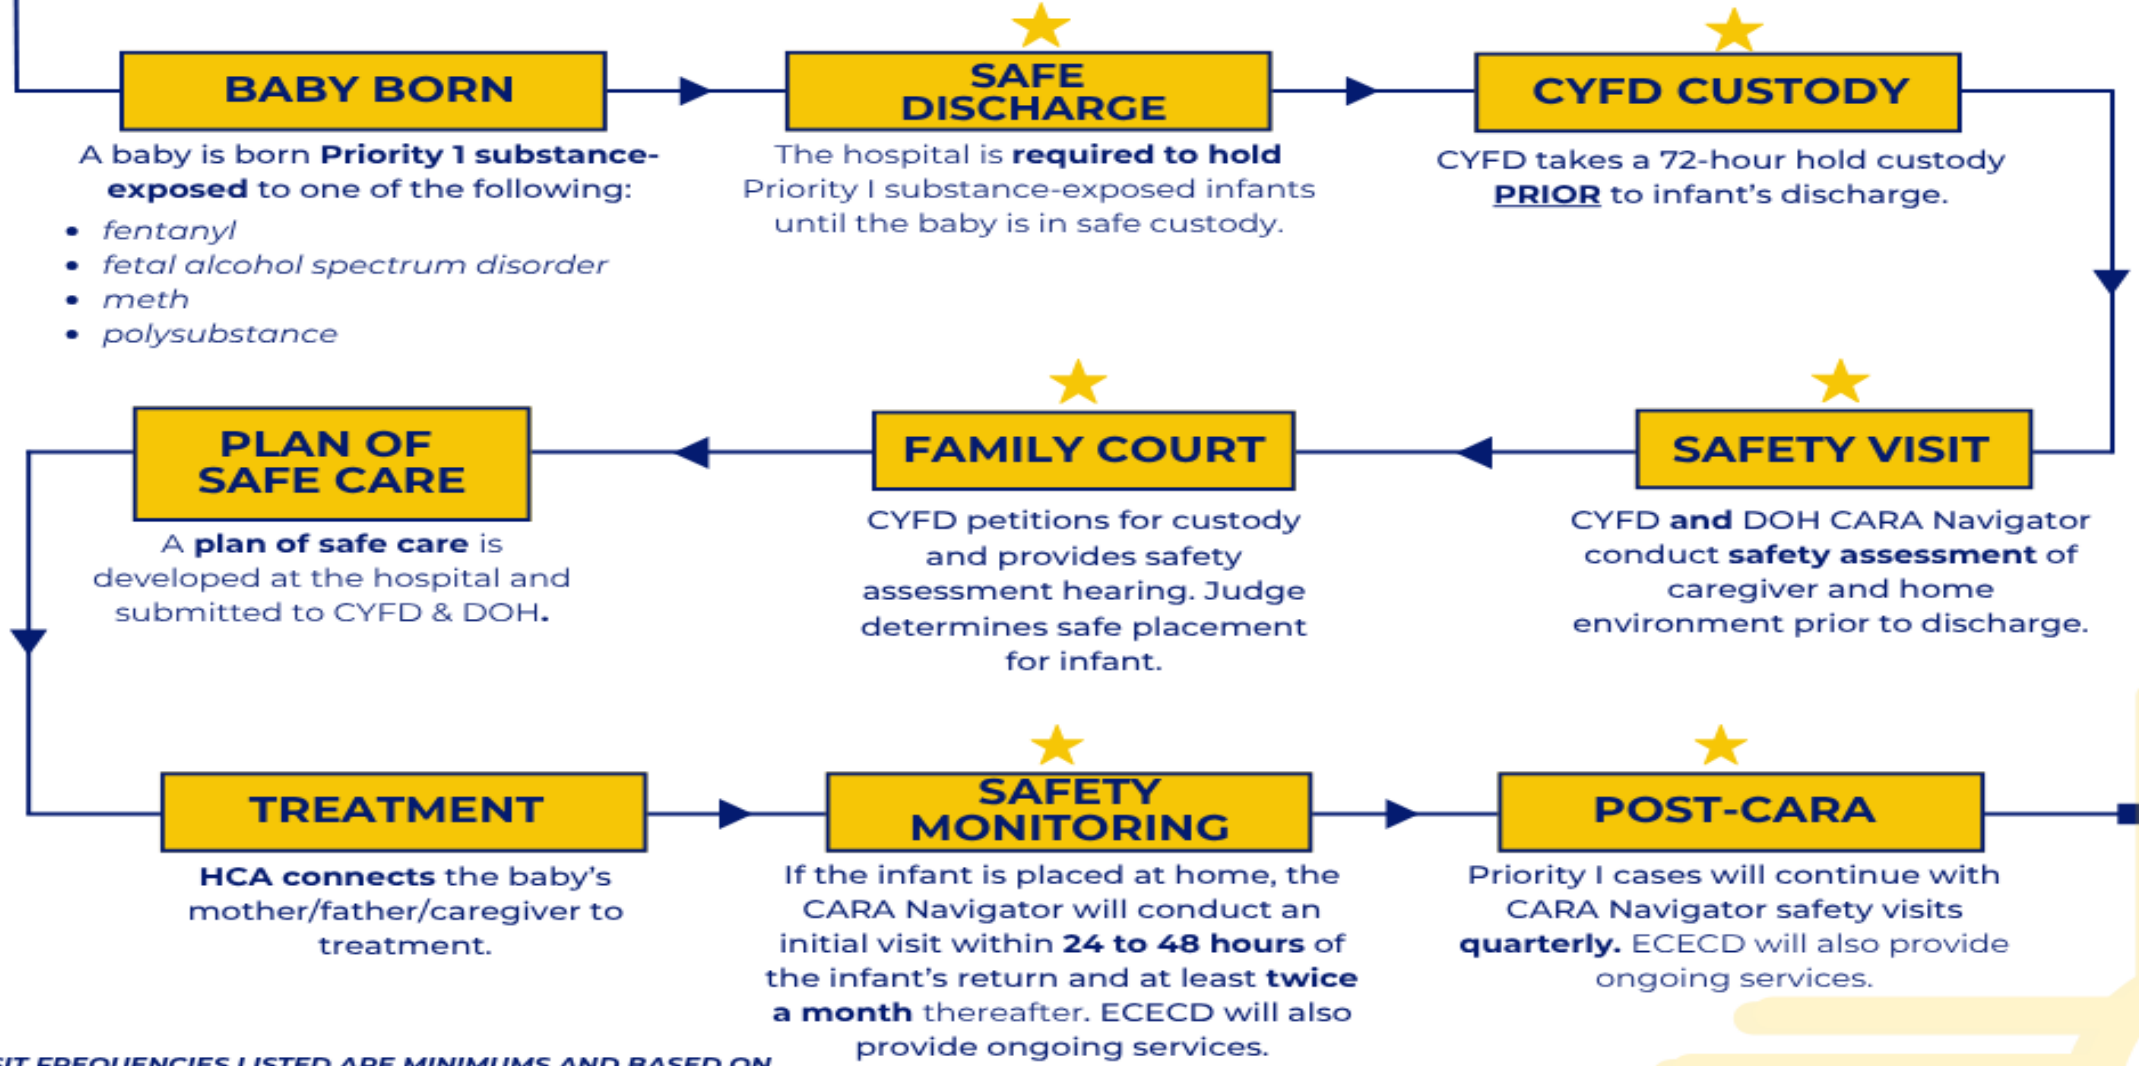 BABY BORN
A baby is born Priority 1 substance-
exposed to one of the following:
• fentanyl
• fetal alcohol spectrum disorder
• meth
• polysubstance
SAFE
DISCHARGE
The hospital is required to hold
Priority I substance-exposed infants
until the baby is in safe custody.
CYFD CUSTODY
CYFD takes a 72-hour hold custody
PRIOR to infant's discharge.
SAFETY VISIT
CYFD and DOH CARA Navigator
conduct safety assessment of
caregiver and home
environment prior to discharge.
FAMILY COURT
CYFD petitions for custody
and provides safety
assessment hearing. Judge
determines safe placement
for infant.
PLAN OF
SAFE CARE
A plan of safe care is
developed at the hospital and
submitted to CYFD & DOH.
TREATMENT
HCA connects the baby's
mother/father/caregiver to
treatment.
SAFETY
MONITORING
If the infant is placed at home, the
CARA Navigator will conduct an
initial visit within 24 to 48 hours of
the infant's return and at least twice
a month thereafter. ECECD will also
provide ongoing services.
POST-CARA
Priority I cases will continue with
CARA Navigator safety visits
quarterly. ECECD will also provide
ongoing services.
FREQUENCIES LISTED ARE MINIMUMS AND BASED ON